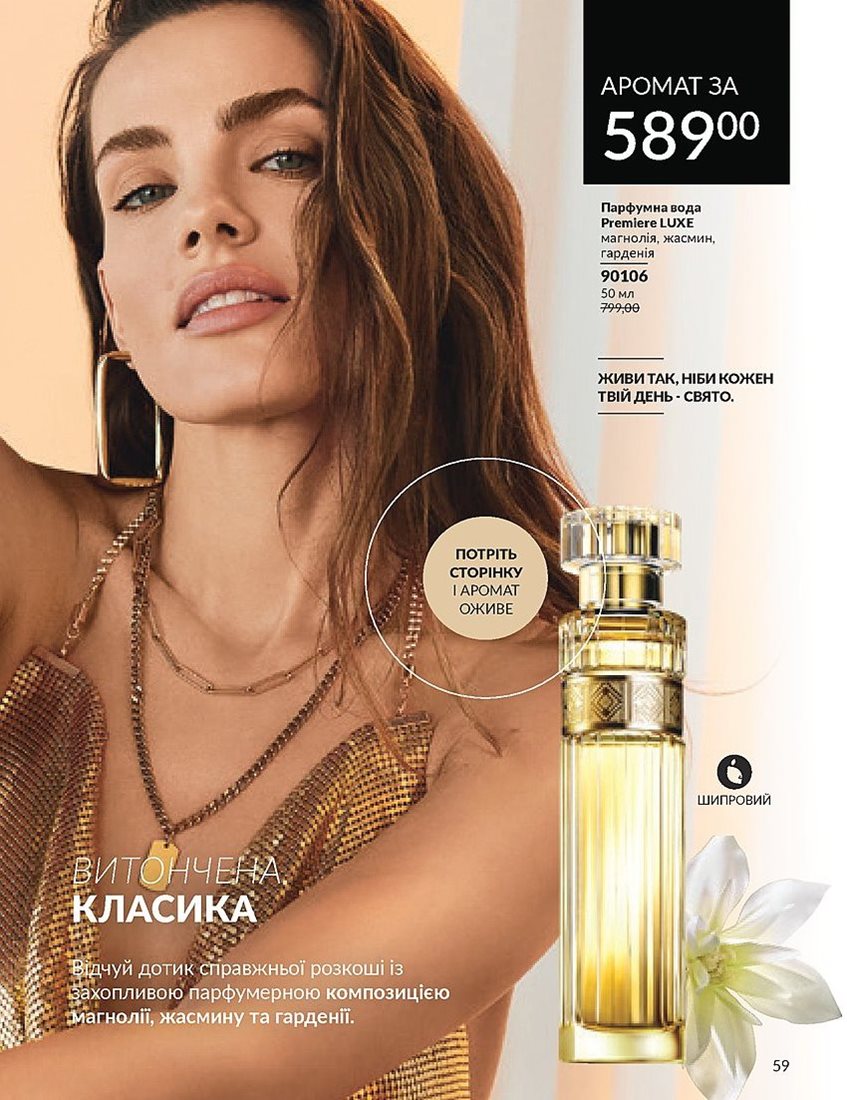 АРОМАТ ЗА
589⁰⁰
Парфумна вода
Premiere LUXE
магнолія, жасмин,
гарденія
90106
50 мл
799,00
ЖИВИ ТАК, НІБИ КОЖЕН
ТВІЙ ДЕНЬ - СВЯТО.
ПОТРІТЬ
СТОРІНКУ
І АРОМАТ
ОЖИВЕ
ШИПРОВИЙ
ВИТОНЧЕНА
КЛАСИКА
Відчуй дотик справжньої розкоші із
захопливою парфумерною композицією
магнолії, жасмину та гарденії.
59